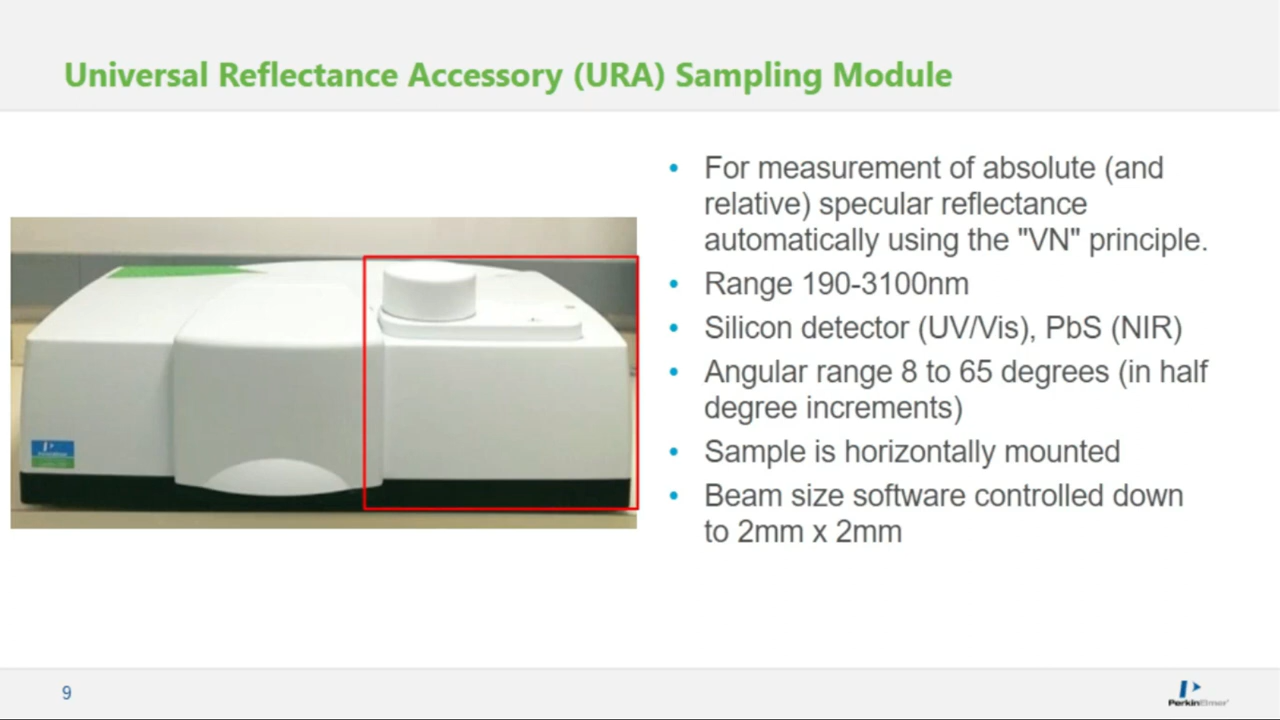 Universal Reflectance Accessory (URA) Sampling Module
• For measurement of absolute (and
relative) specular reflectance
automatically using the "VN" principle.
• Range 190-3100nm
• Silicon detector (UV/Vis), PbS (NIR)
• Angular range 8 to 65 degrees (in half
degree increments)
• Sample is horizontally mounted
• Beam size software controlled down
to 2mm x 2mm
9
PerkinElmer